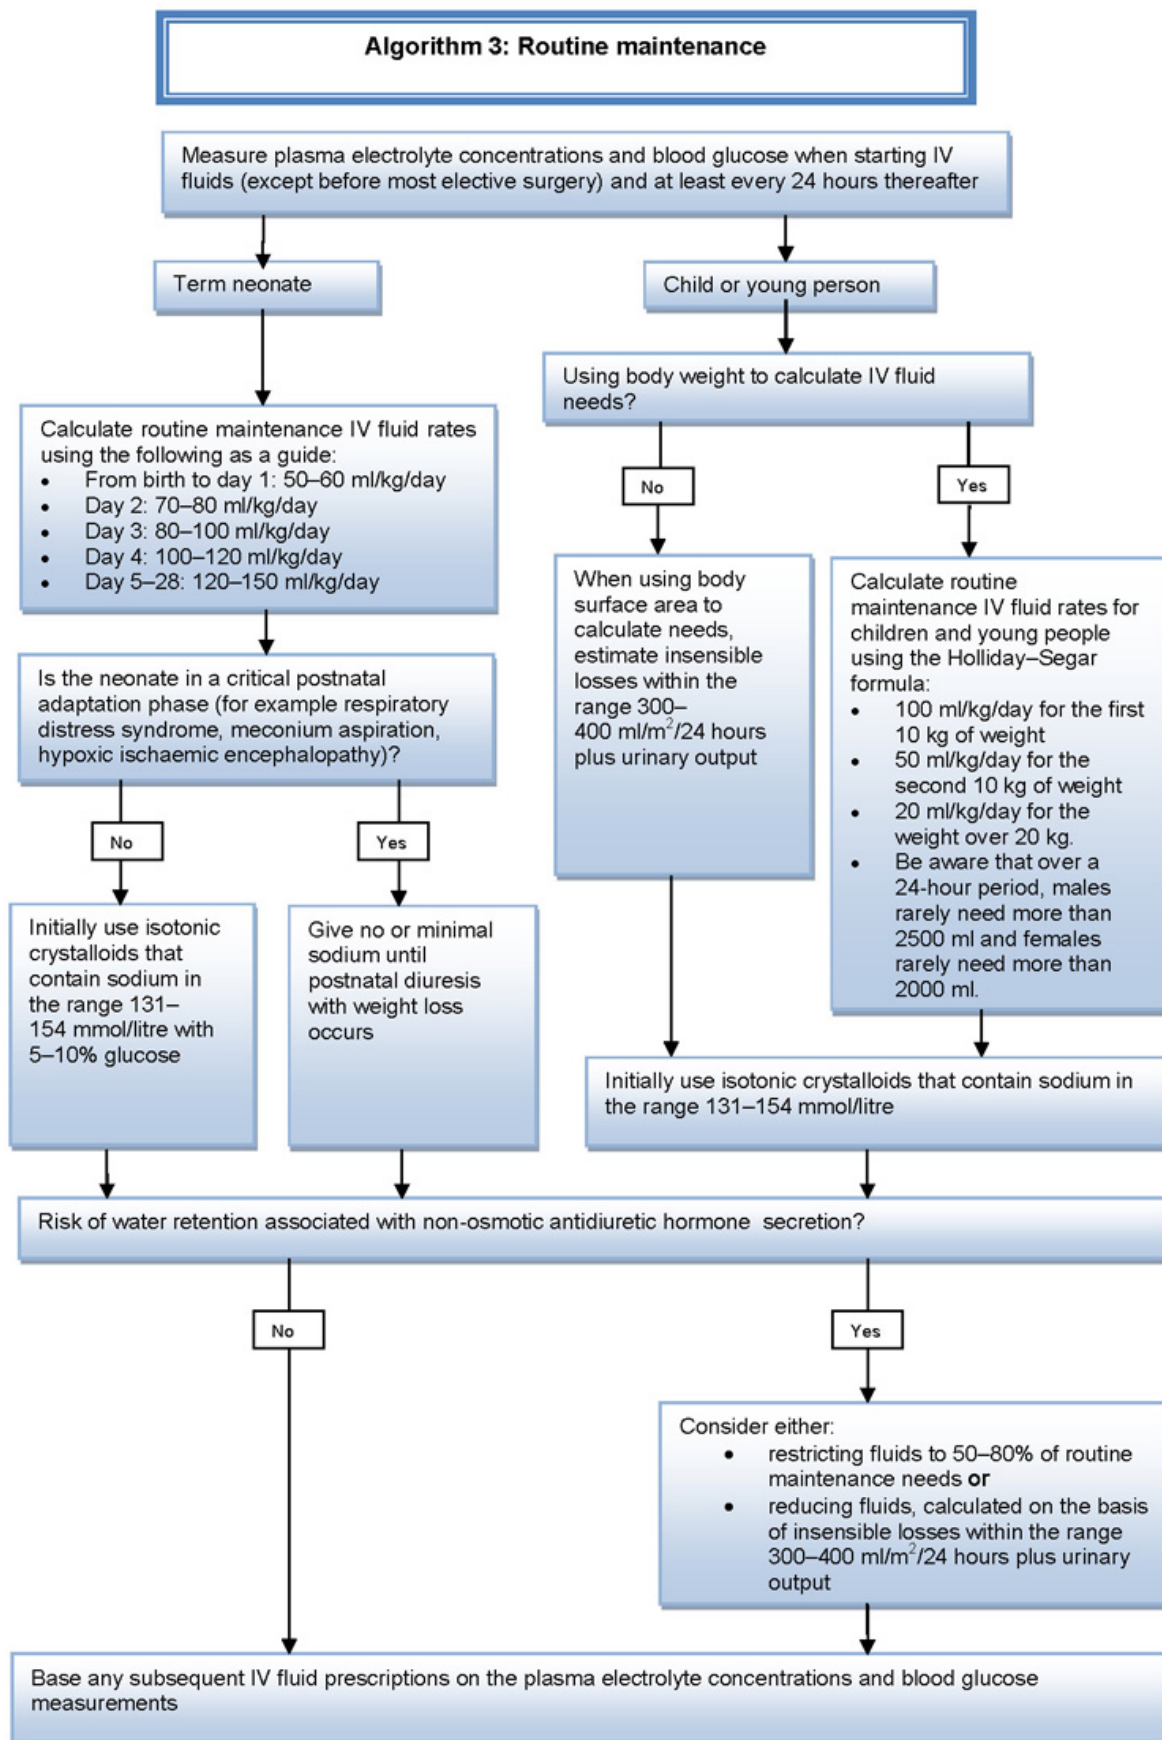 Algorithm 3: Routine maintenance
Measure plasma electrolyte concentrations and blood glucose when starting IV
fluids (except before most elective surgery) and at least every 24 hours thereafter
Term neonate
Calculate routine maintenance IV fluid rates
using the following as a guide:
• From birth to day 1: 50–60 ml/kg/day
• Day 2: 70–80 ml/kg/day
• Day 3: 80–100 ml/kg/day
• Day 4: 100–120 ml/kg/day
• Day 5–28: 120–150 ml/kg/day
Is the neonate in a critical postnatal
adaptation phase (for example respiratory
distress syndrome, meconium aspiration,
hypoxic ischaemic encephalopathy)?
No
Yes
Initially use isotonic
crystalloids that
contain sodium in
the range 131–
154 mmol/litre with
5–10% glucose
Give no or minimal
sodium until
postnatal diuresis
with weight loss
occurs
Child or young person
Using body weight to calculate IV fluid
needs?
No
Yes
When using body
surface area to
calculate needs,
estimate insensible
losses within the
range 300–
400 ml/m²/24 hours
plus urinary output
Calculate routine
maintenance IV fluid rates for
children and young people
using the Holliday–Segar
formula:
• 100 ml/kg/day for the first
10 kg of weight
• 50 ml/kg/day for the
second 10 kg of weight
• 20 ml/kg/day for the
weight over 20 kg.
• Be aware that over a
24-hour period, males
rarely need more than
2500 ml and females
rarely need more than
2000 ml.
Initially use isotonic crystalloids that contain sodium in
the range 131–154 mmol/litre
Risk of water retention associated with non-osmotic antidiuretic hormone secretion?
No
Yes
Consider either:
• restricting fluids to 50–80% of routine
maintenance needs or
• reducing fluids, calculated on the basis
of insensible losses within the range
300–400 ml/m²/24 hours plus urinary
output
Base any subsequent IV fluid prescriptions on the plasma electrolyte concentrations and blood glucose
measurements